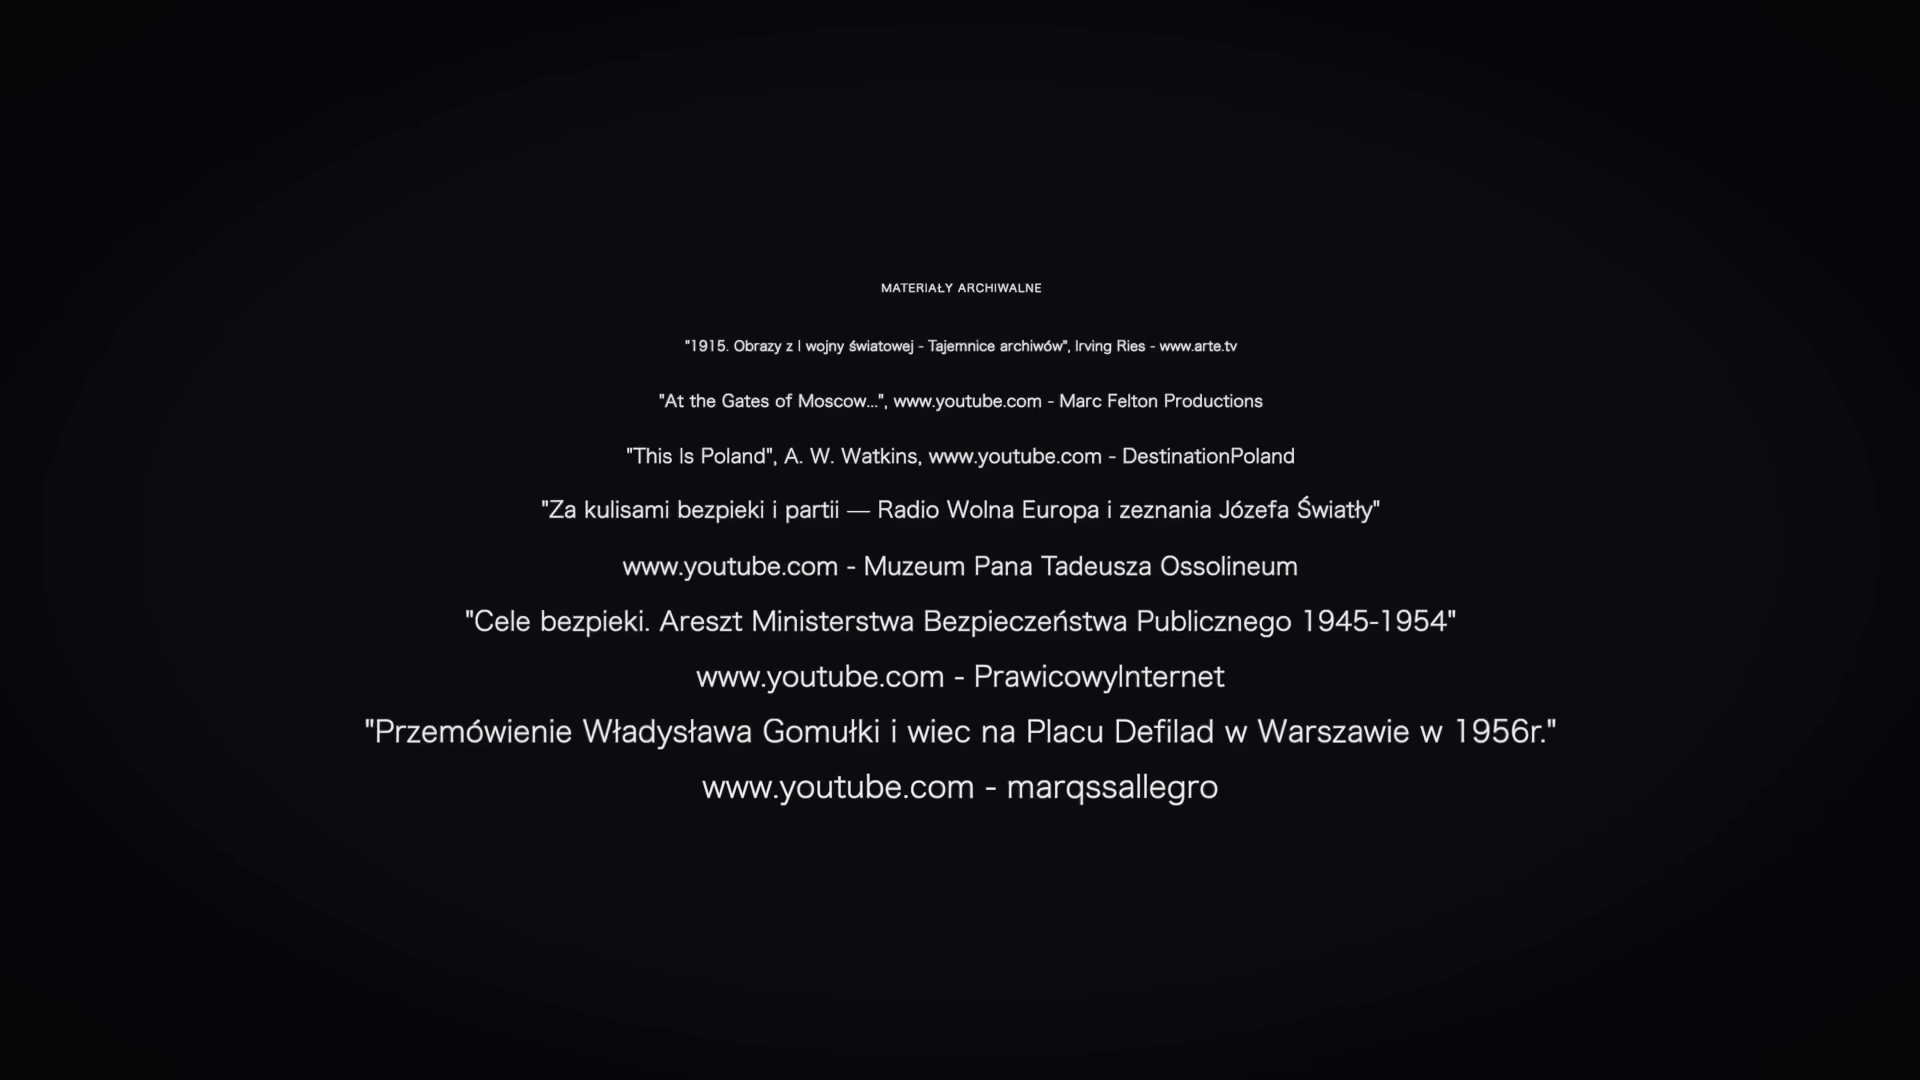 MATERIAŁY ARCHIWALNE
"1915. Obrazy z I wojny światowej - Tajemnice archiwów", Irving Ries - www.arte.tv
"At the Gates of Moscow...", www.youtube.com - Marc Felton Productions
"This Is Poland", A. W. Watkins, www.youtube.com - DestinationPoland
"Za kulisami bezpieki i partii — Radio Wolna Europa i zeznania Józefa Światły"
www.youtube.com - Muzeum Pana Tadeusza Ossolineum
"Cele bezpieki. Areszt Ministerstwa Bezpieczeństwa Publicznego 1945-1954"
www.youtube.com - PrawicowyInternet
"Przemówienie Władysława Gomułki i wiec na Placu Defilad w Warszawie w 1956r."
www.youtube.com - marqssallegro